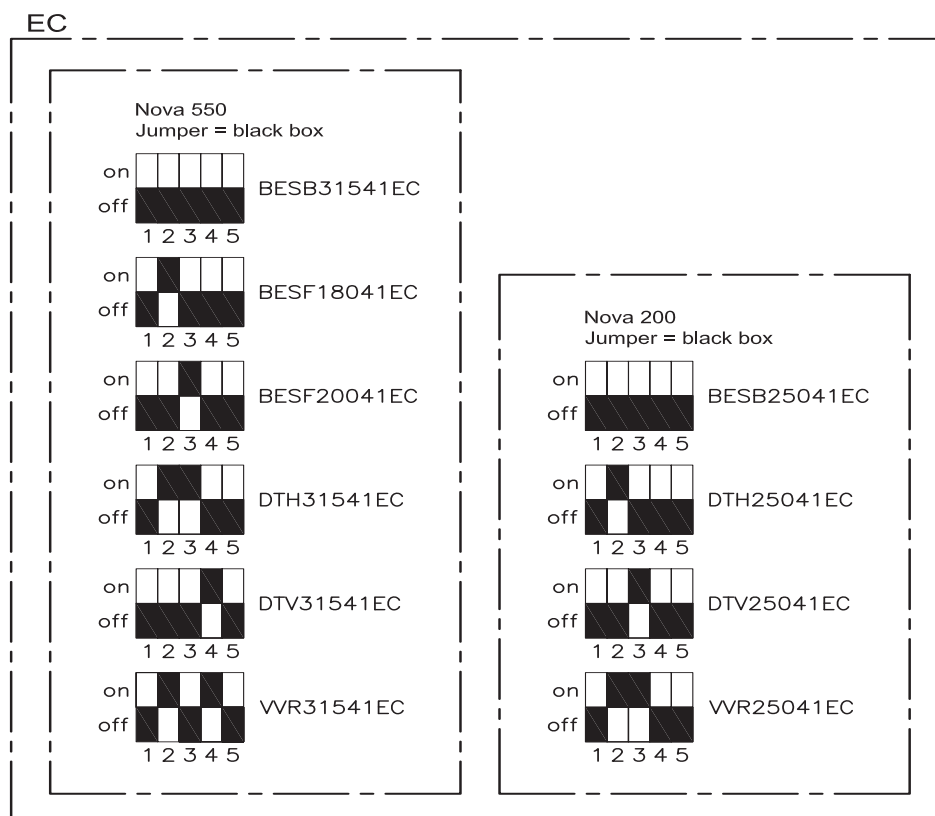 EC
Nova 550
Jumper = black box
on
off
BESB31541EC
1 2 3 4 5
on
off
BESF18041EC
1 2 3 4 5
on
off
BESF20041EC
1 2 3 4 5
on
off
DTH31541EC
1 2 3 4 5
on
off
DTV31541EC
1 2 3 4 5
on
off
VVR31541EC
1 2 3 4 5
Nova 200
Jumper = black box
on
off
BESB25041EC
1 2 3 4 5
on
off
DTH25041EC
1 2 3 4 5
on
off
DTV25041EC
1 2 3 4 5
on
off
VVR25041EC
1 2 3 4 5